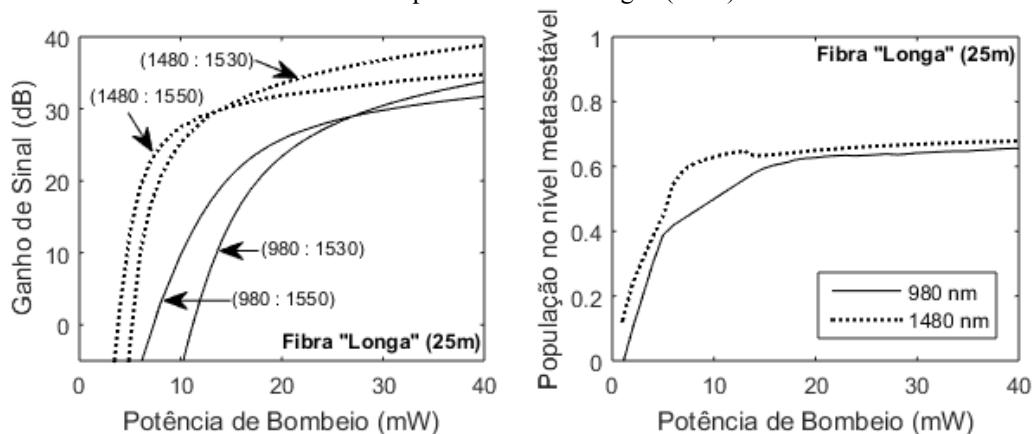 40
30
20
10
0
0
10
20
30
40
Ganho de Sinal (dB)
Potência de Bombeio (mW)
(1480 : 1530)
(1480 : 1550)
(980 : 1530)
(980 : 1550)
Fibra "Longa" (25m)
1
0.8
0.6
0.4
0.2
0
0
10
20
30
40
População no nível metasestável
Potência de Bombeio (mW)
Fibra "Longa" (25m)
980 nm
1480 nm